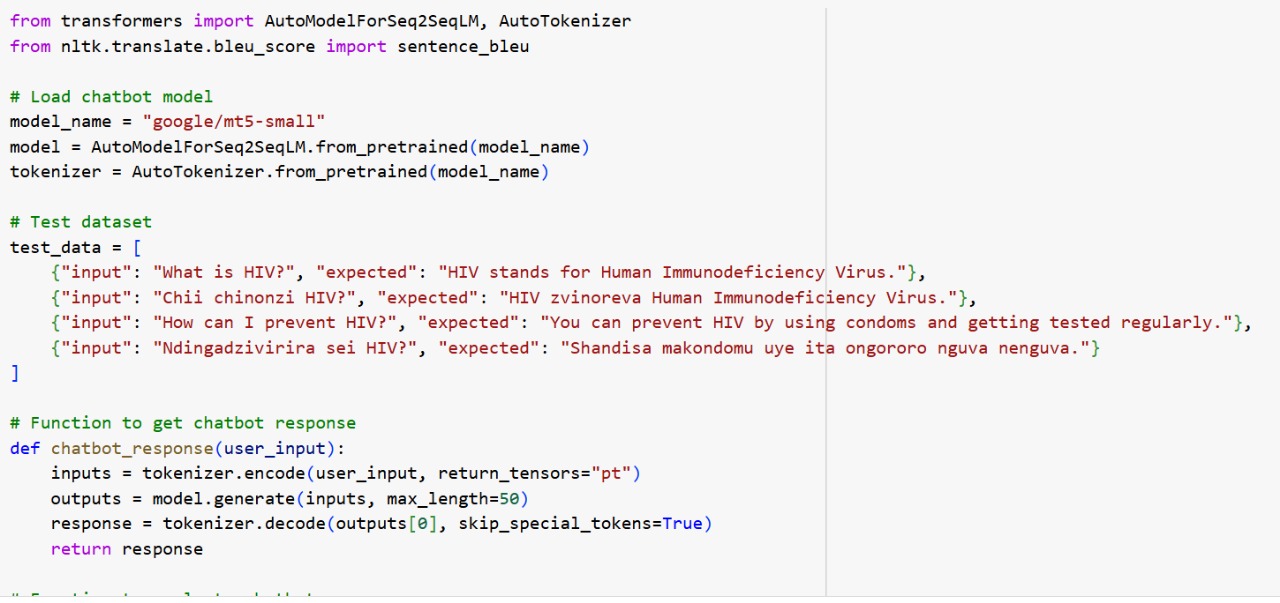 from transformers import AutoModelForSeq2SeqLM, AutoTokenizer
from nltk.translate.bleu_score import sentence_bleu

# Load chatbot model
model_name = "google/mt5-small"
model = AutoModelForSeq2SeqLM.from_pretrained(model_name)
tokenizer = AutoTokenizer.from_pretrained(model_name)

# Test dataset
test_data = [
    {"input": "What is HIV?", "expected": "HIV stands for Human Immunodeficiency Virus."},
    {"input": "Chii chinonzi HIV?", "expected": "HIV zvinoreva Human Immunodeficiency Virus."},
    {"input": "How can I prevent HIV?", "expected": "You can prevent HIV by using condoms and getting tested regularly."},
    {"input": "Ndingadzivirira sei HIV?", "expected": "Shandisa makondomu uye ita ongororo nguva nenguva."}
]

# Function to get chatbot response
def chatbot_response(user_input):
    inputs = tokenizer.encode(user_input, return_tensors="pt")
    outputs = model.generate(inputs, max_length=50)
    response = tokenizer.decode(outputs[0], skip_special_tokens=True)
    return response